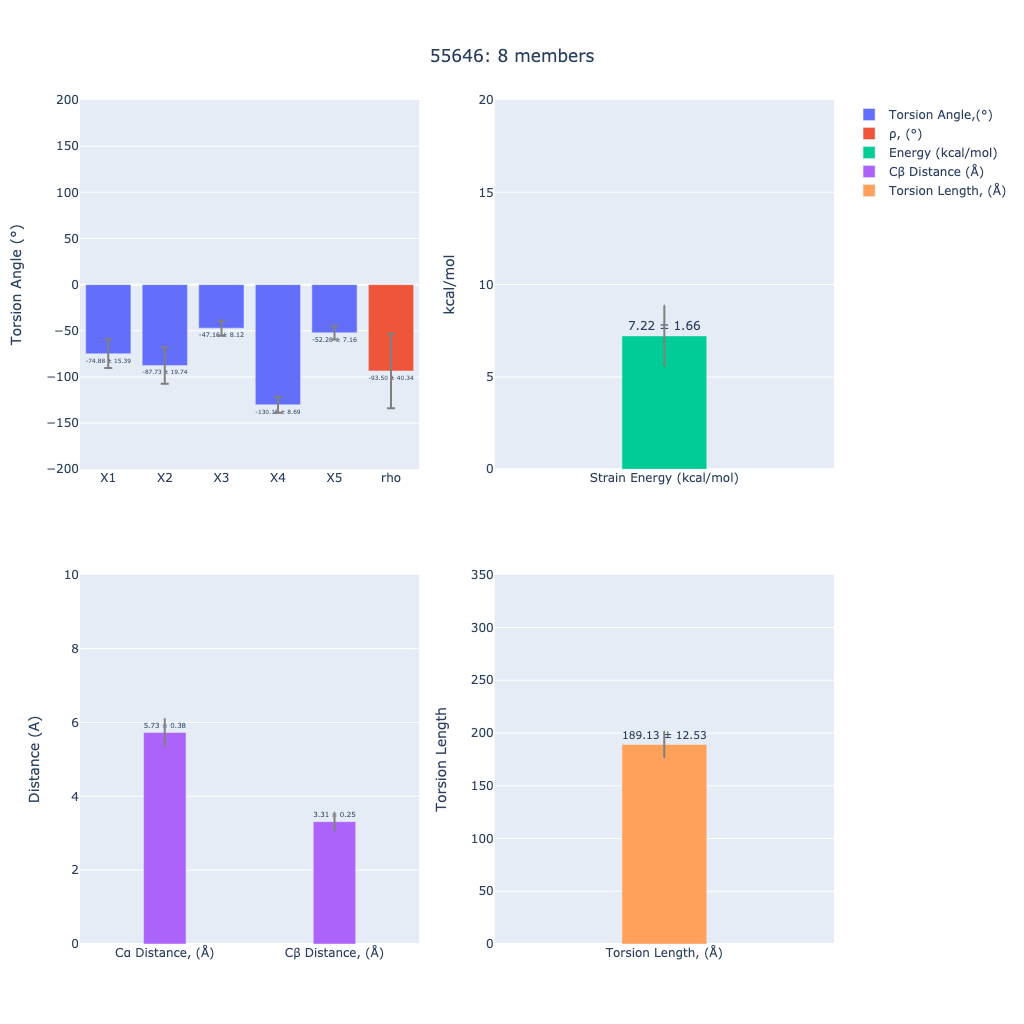 55646: 8 members
Torsion Angle (°)
200
150
100
50
0
−50
−100
−150
−200
-74.88 ± 15.39
-87.73 ± 19.74
8.12
8.69
7.16
-93.50 ± 40.34
X1
X2
X3
X4
X5
rho
kcal/mol
20
15
10
5
0
7.22 ± 1.66
Strain Energy (kcal/mol)
Torsion Angle,(°)
ρ, (°)
Energy (kcal/mol)
Cβ Distance (Å)
Torsion Length, (Å)
Distance (A)
10
8
6
4
2
0
5.73 ± 0.38
3.31 ± 0.25
Cα Distance, (Å)
Cβ Distance, (Å)
Torsion Length
350
300
250
200
150
100
50
0
189.13 ± 12.53
Torsion Length, (Å)